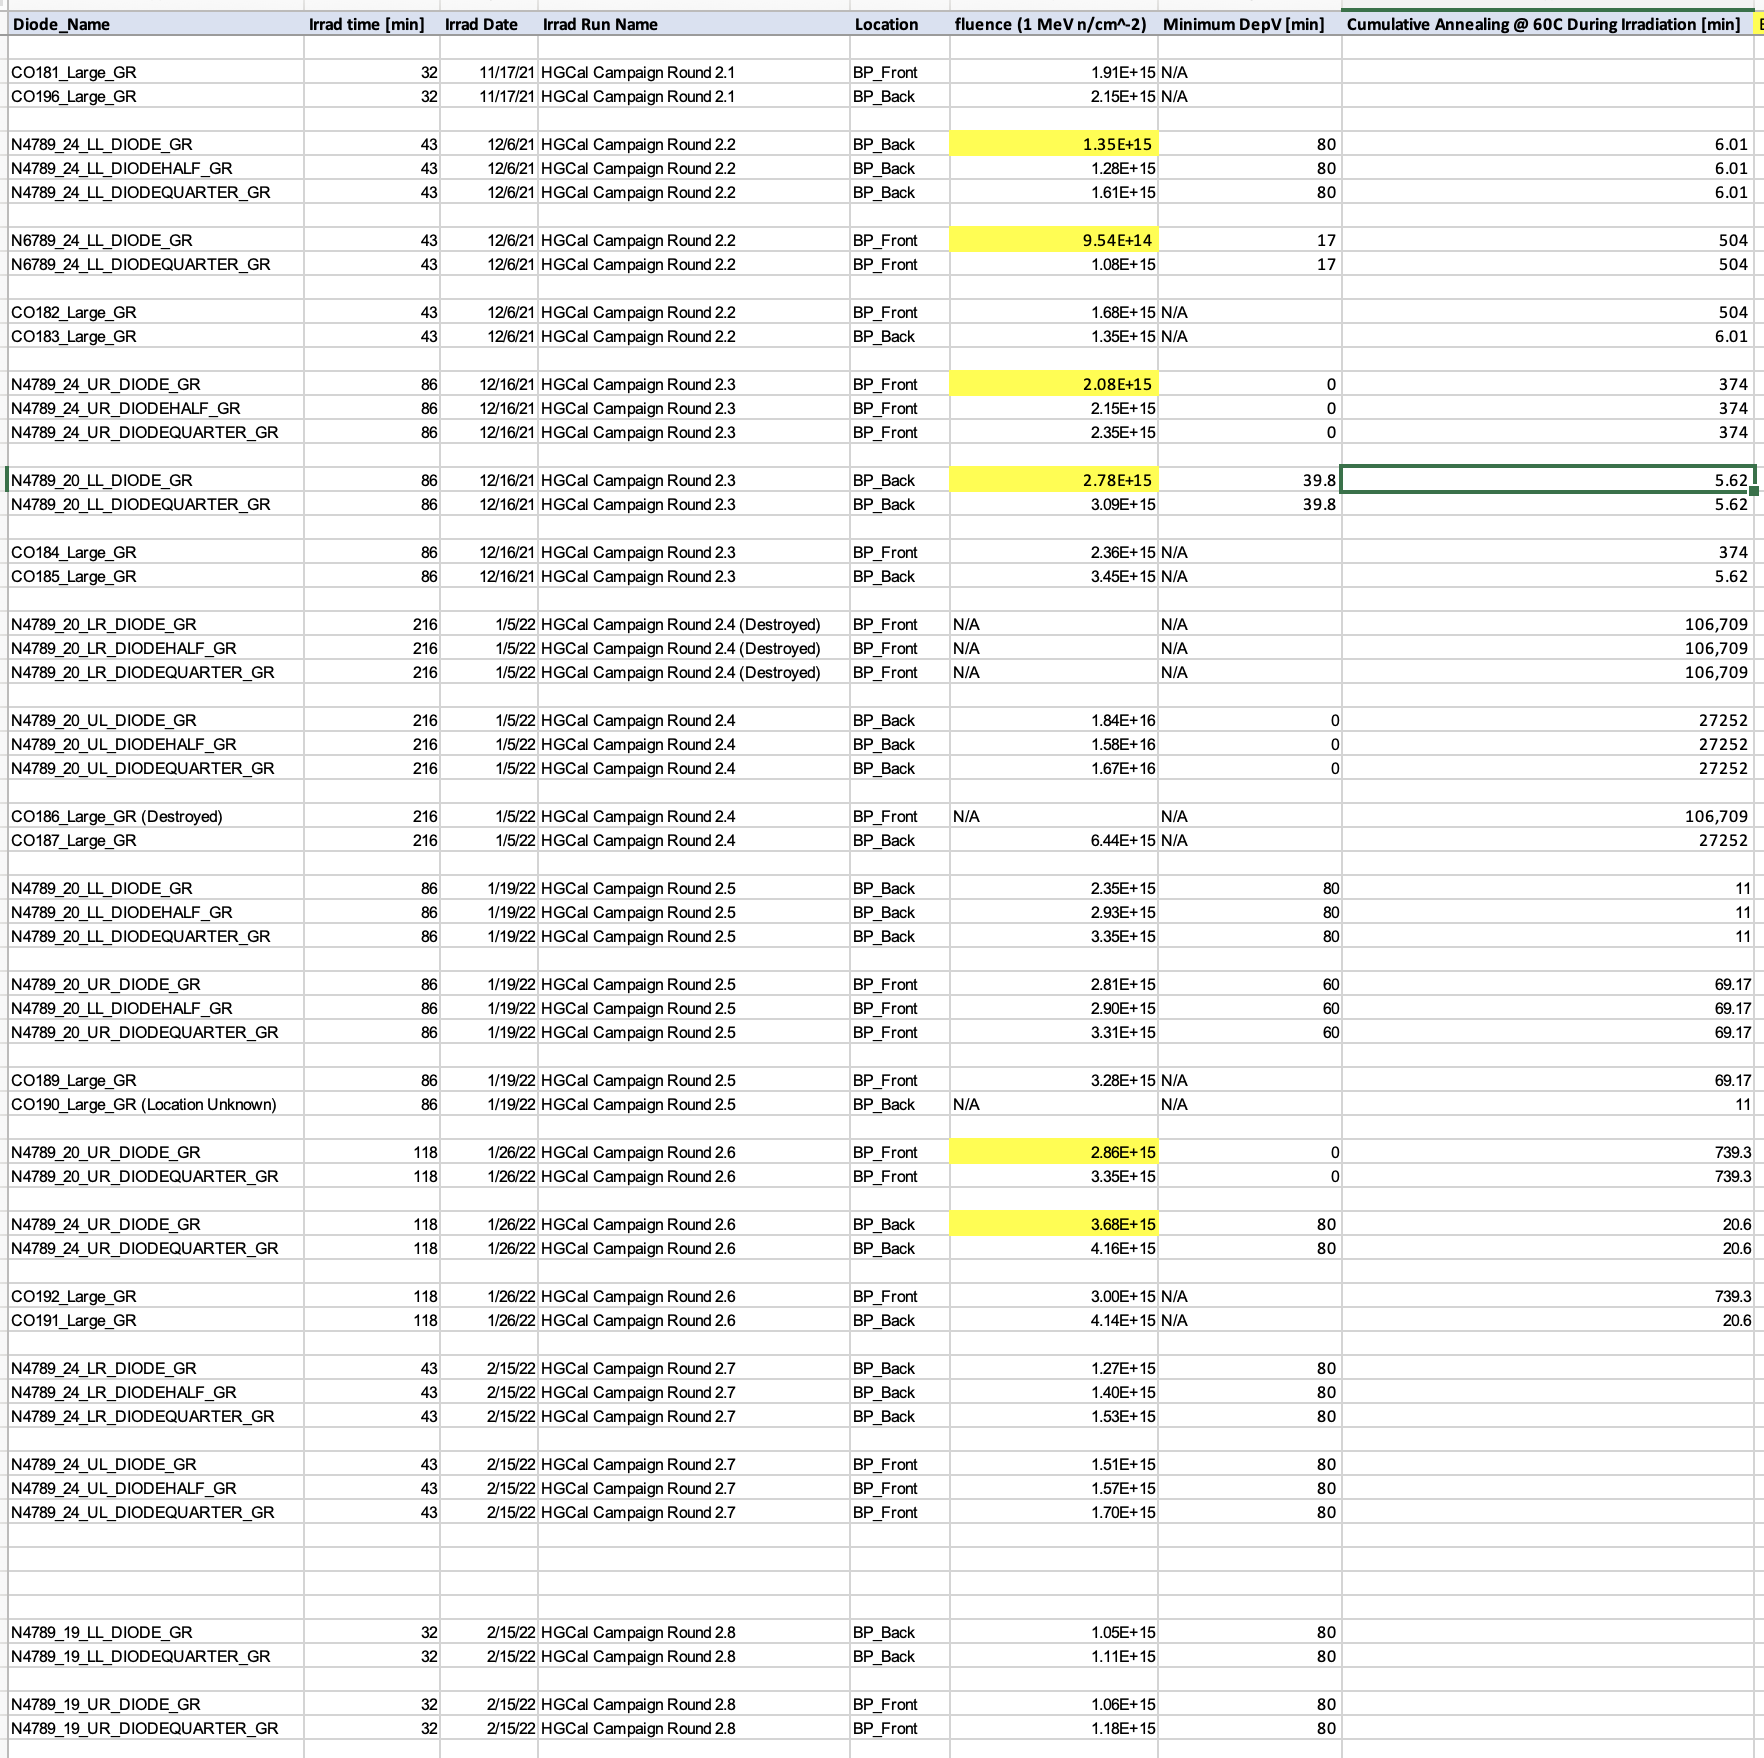 Diode_Name Irrad time [min] Irrad Date Irrad Run Name Location fluence (1 MeV n/cm^-2) Minimum DepV [min] Cumulative Annealing @ 60C During Irradiation [min]
CO181_Large_GR 32 11/17/21 HGCal Campaign Round 2.1 BP_Front 1.91E+15 N/A
CO196_Large_GR 32 11/17/21 HGCal Campaign Round 2.1 BP_Back 2.15E+15 N/A
N4789_24_LL_DIODE_GR 43 12/6/21 HGCal Campaign Round 2.2 BP_Back 1.35E+15 80 6.01
N4789_24_LL_DIODEHALF_GR 43 12/6/21 HGCal Campaign Round 2.2 BP_Back 1.28E+15 80 6.01
N4789_24_LL_DIODEQUARTER_GR 43 12/6/21 HGCal Campaign Round 2.2 BP_Back 1.61E+15 80 6.01
N6789_24_LL_DIODE_GR 43 12/6/21 HGCal Campaign Round 2.2 BP_Front 9.54E+14 17 504
N6789_24_LL_DIODEQUARTER_GR 43 12/6/21 HGCal Campaign Round 2.2 BP_Front 1.08E+15 17 504
CO182_Large_GR 43 12/6/21 HGCal Campaign Round 2.2 BP_Front 1.68E+15 N/A 504
CO183_Large_GR 43 12/6/21 HGCal Campaign Round 2.2 BP_Back 1.35E+15 N/A 6.01
N4789_24_UR_DIODE_GR 86 12/16/21 HGCal Campaign Round 2.3 BP_Front 2.08E+15 0 374
N4789_24_UR_DIODEHALF_GR 86 12/16/21 HGCal Campaign Round 2.3 BP_Front 2.15E+15 0 374
N4789_24_UR_DIODEQUARTER_GR 86 12/16/21 HGCal Campaign Round 2.3 BP_Front 2.35E+15 0 374
N4789_20_LL_DIODE_GR 86 12/16/21 HGCal Campaign Round 2.3 BP_Back 2.78E+15 39.8 5.62
N4789_20_LL_DIODEQUARTER_GR 86 12/16/21 HGCal Campaign Round 2.3 BP_Back 3.09E+15 39.8 5.62
CO184_Large_GR 86 12/16/21 HGCal Campaign Round 2.3 BP_Front 2.36E+15 N/A 374
CO185_Large_GR 86 12/16/21 HGCal Campaign Round 2.3 BP_Back 3.45E+15 N/A 5.62
N4789_20_LR_DIODE_GR 216 1/5/22 HGCal Campaign Round 2.4 (Destroyed) BP_Front N/A N/A 106,709
N4789_20_LR_DIODEHALF_GR 216 1/5/22 HGCal Campaign Round 2.4 (Destroyed) BP_Front N/A N/A 106,709
N4789_20_LR_DIODEQUARTER_GR 216 1/5/22 HGCal Campaign Round 2.4 (Destroyed) BP_Front N/A N/A 106,709
N4789_20_UL_DIODE_GR 216 1/5/22 HGCal Campaign Round 2.4 BP_Back 1.84E+16 0 27252
N4789_20_UL_DIODEHALF_GR 216 1/5/22 HGCal Campaign Round 2.4 BP_Back 1.58E+16 0 27252
N4789_20_UL_DIODEQUARTER_GR 216 1/5/22 HGCal Campaign Round 2.4 BP_Back 1.67E+16 0 27252
CO186_Large_GR (Destroyed) 216 1/5/22 HGCal Campaign Round 2.4 BP_Front N/A N/A 106,709
CO187_Large_GR 216 1/5/22 HGCal Campaign Round 2.4 BP_Back 6.44E+15 N/A 27252
N4789_20_LL_DIODE_GR 86 1/19/22 HGCal Campaign Round 2.5 BP_Back 2.35E+15 80 11
N4789_20_LL_DIODEHALF_GR 86 1/19/22 HGCal Campaign Round 2.5 BP_Back 2.93E+15 80 11
N4789_20_LL_DIODEQUARTER_GR 86 1/19/22 HGCal Campaign Round 2.5 BP_Back 3.35E+15 80 11
N4789_20_UR_DIODE_GR 86 1/19/22 HGCal Campaign Round 2.5 BP_Front 2.81E+15 60 69.17
N4789_20_LL_DIODEHALF_GR 86 1/19/22 HGCal Campaign Round 2.5 BP_Front 2.90E+15 60 69.17
N4789_20_UR_DIODEQUARTER_GR 86 1/19/22 HGCal Campaign Round 2.5 BP_Front 3.31E+15 60 69.17
CO189_Large_GR 86 1/19/22 HGCal Campaign Round 2.5 BP_Front 3.28E+15 N/A 69.17
CO190_Large_GR (Location Unknown) 86 1/19/22 HGCal Campaign Round 2.5 BP_Back N/A N/A 11
N4789_20_UR_DIODE_GR 118 1/26/22 HGCal Campaign Round 2.6 BP_Front 2.86E+15 0 739.3
N4789_20_UR_DIODEQUARTER_GR 118 1/26/22 HGCal Campaign Round 2.6 BP_Front 3.35E+15 0 739.3
N4789_24_UR_DIODE_GR 118 1/26/22 HGCal Campaign Round 2.6 BP_Back 3.68E+15 80 20.6
N4789_24_UR_DIODEQUARTER_GR 118 1/26/22 HGCal Campaign Round 2.6 BP_Back 4.16E+15 80 20.6
CO192_Large_GR 118 1/26/22 HGCal Campaign Round 2.6 BP_Front 3.00E+15 N/A 739.3
CO191_Large_GR 118 1/26/22 HGCal Campaign Round 2.6 BP_Back 4.14E+15 N/A 20.6
N4789_24_LR_DIODE_GR 43 2/15/22 HGCal Campaign Round 2.7 BP_Back 1.27E+15 80
N4789_24_LR_DIODEHALF_GR 43 2/15/22 HGCal Campaign Round 2.7 BP_Back 1.40E+15 80
N4789_24_LR_DIODEQUARTER_GR 43 2/15/22 HGCal Campaign Round 2.7 BP_Back 1.53E+15 80
N4789_24_UL_DIODE_GR 43 2/15/22 HGCal Campaign Round 2.7 BP_Front 1.51E+15 80
N4789_24_UL_DIODEHALF_GR 43 2/15/22 HGCal Campaign Round 2.7 BP_Front 1.57E+15 80
N4789_24_UL_DIODEQUARTER_GR 43 2/15/22 HGCal Campaign Round 2.7 BP_Front 1.70E+15 80
N4789_19_LL_DIODE_GR 32 2/15/22 HGCal Campaign Round 2.8 BP_Back 1.05E+15 80
N4789_19_LL_DIODEQUARTER_GR 32 2/15/22 HGCal Campaign Round 2.8 BP_Back 1.11E+15 80
N4789_19_UR_DIODE_GR 32 2/15/22 HGCal Campaign Round 2.8 BP_Front 1.06E+15 80
N4789_19_UR_DIODEQUARTER_GR 32 2/15/22 HGCal Campaign Round 2.8 BP_Front 1.18E+15 80